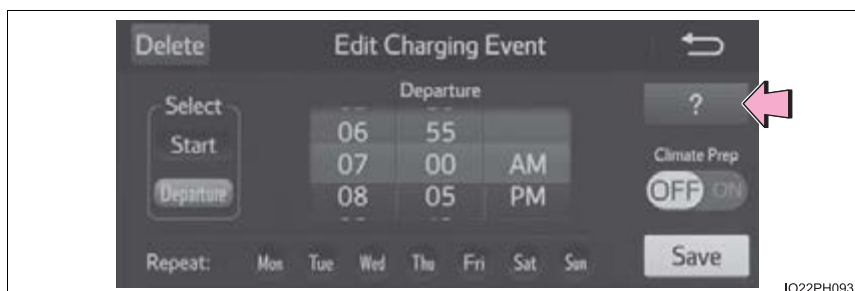 Delete Edit Charging Event
Departure
Select
Start
Departure
06 55
07 00 AM
08 05 PM
?
Climate Prep
OFF ON
Repeat: Mon Tue Wed Thu Fri Sat Sun
Save
IO22PH093